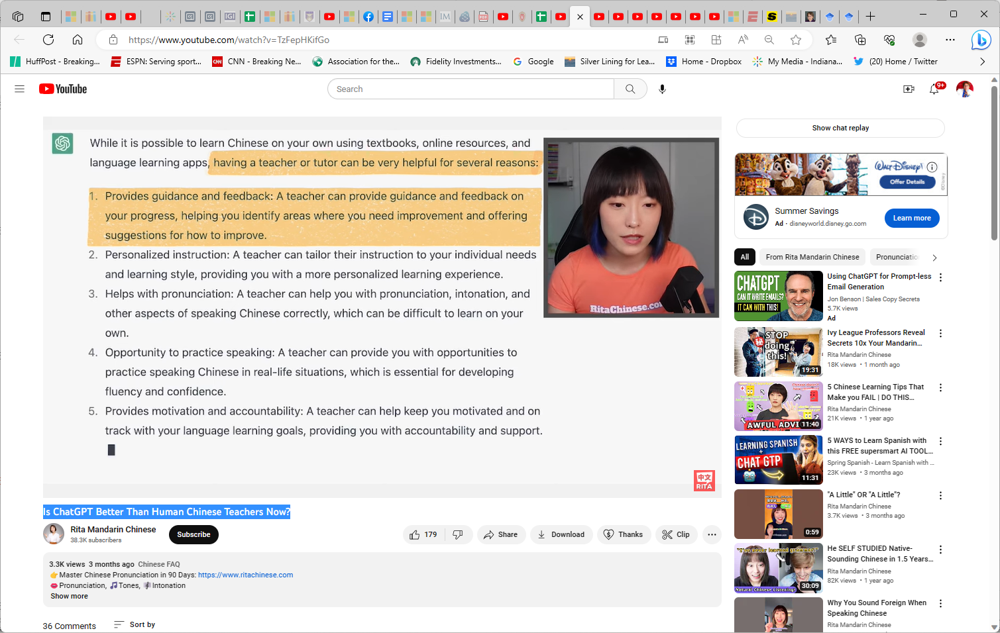 https://www.youtube.com/watch?v=TzFepHKifGo
HuffPost - Breaking...
ESPN: Serving sport...
CNN - Breaking Ne...
Association for the...
Fidelity Investments...
Google
Silver Lining for Lea...
Home - Dropbox
My Media - Indiana...
(20) Home / Twitter
YouTube
Search
9+
While it is possible to learn Chinese on your own using textbooks, online resources, and
language learning apps, having a teacher or tutor can be very helpful for several reasons:
1. Provides guidance and feedback: A teacher can provide guidance and feedback on
your progress, helping you identify areas where you need improvement and offering
suggestions for how to improve.
2. Personalized instruction: A teacher can tailor their instruction to your individual needs
and learning style, providing you with a more personalized learning experience.
3. Helps with pronunciation: A teacher can help you with pronunciation, intonation, and
other aspects of speaking Chinese correctly, which can be difficult to learn on your
own.
4. Opportunity to practice speaking: A teacher can provide you with opportunities to
practice speaking Chinese in real-life situations, which is essential for developing
fluency and confidence.
5. Provides motivation and accountability: A teacher can help keep you motivated and on
track with your language learning goals, providing you with accountability and support.
RitaChinese.co
中文
RITA
Is ChatGPT Better Than Human Chinese Teachers Now?
Rita Mandarin Chinese
38.3K subscribers
Subscribe
179
Share
Download
Thanks
Clip
3.3K views 3 months ago Chinese FAQ
👉Master Chinese Pronunciation in 90 Days: https://www.ritachinese.com
👄Pronunciation, 🎵Tones, 🎼Intonation
Show more
36 Comments
Sort by
Show chat replay
WALT DISNEY
Offer Details
©Disney
Summer Savings
Ad · disneyworld.disney.go.com
Learn more
All
From Rita Mandarin Chinese
Pronunciatio
CHATGPT
CAN IT WRITE EMAILS?
IT CAN WITH THIS!
Using ChatGPT for Prompt-less
Email Generation
Jon Benson | Sales Copy Secrets
5.7K views
Ad
STOP
doing
this!
19:31
Ivy League Professors Reveal
Secrets 10x Your Mandarin...
Rita Mandarin Chinese
18K views • 1 month ago
AWFUL ADVI
11:40
5 Chinese Learning Tips That
Make you FAIL | DO THIS...
Rita Mandarin Chinese
21K views • 1 year ago
LEARNING SPANISH
+
CHAT GTP
11:31
5 WAYS to Learn Spanish with
this FREE supersmart AI TOOL...
Spring Spanish - Learn Spanish with ...
23K views • 3 months ago
0:59
"A Little" OR "A Little"?
Rita Mandarin Chinese
3.7K views • 3 months ago
Natural Chinese Listening!
30:09
He SELF STUDIED Native-
Sounding Chinese in 1.5 Years...
Rita Mandarin Chinese
82K views • 1 year ago
Why You Sound Foreign When
Speaking Chinese
Rita Mandarin Chinese